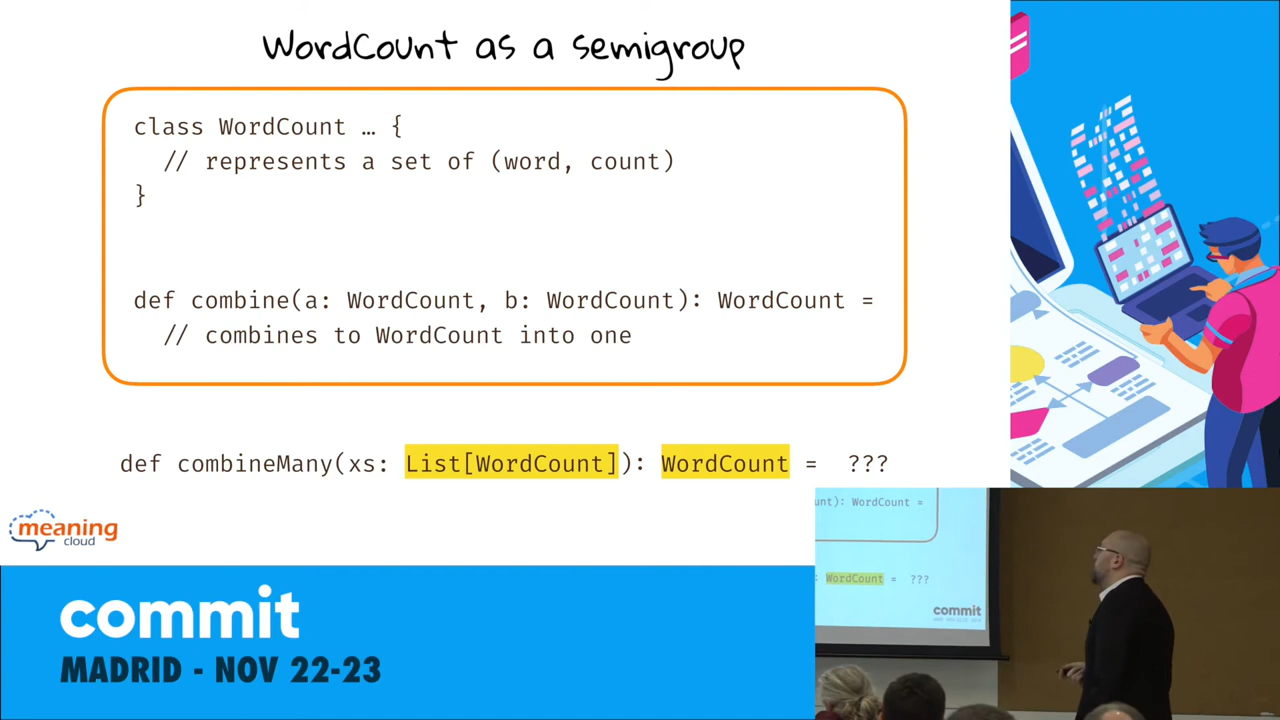 WordCount as a semigroup
class WordCount … {
// represents a set of (word, count)
}
def combine(a: WordCount, b: WordCount): WordCount =
// combines to WordCount into one
def combineMany(xs: List[WordCount]): WordCount = ???
meaning
cloud
commit
MADRID - NOV 22-23
unt): WordCount =
: WordCount = ???
commit